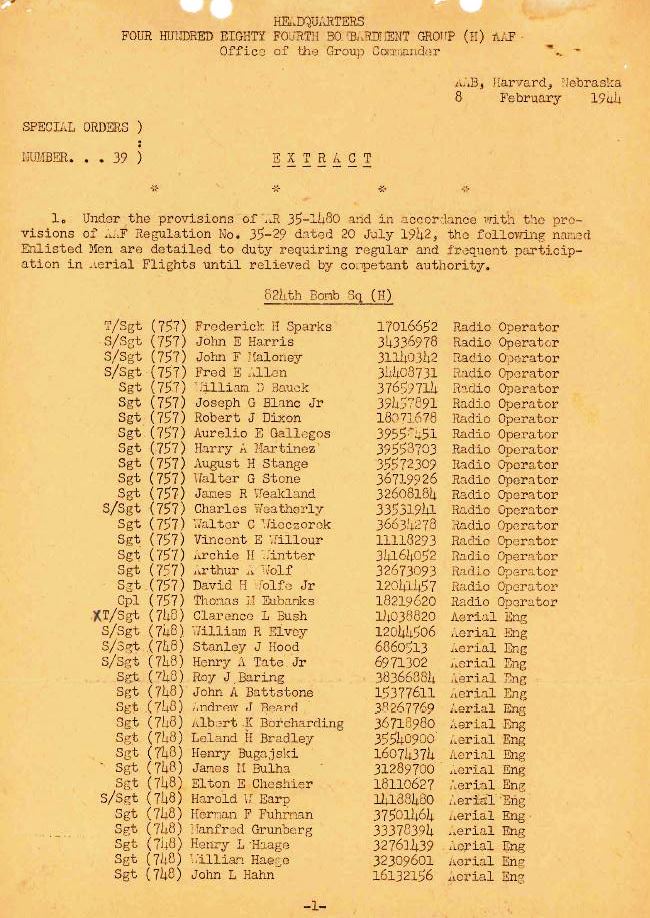 HEADQUARTERS
FOUR HUNDRED EIGHTY FOURTH BOMBARDMENT GROUP (H) AAF
Office of the Group Commander
AAB, Harvard, Nebraska
8 February 1944
SPECIAL ORDERS )
:
NUMBER. . . 39 )
E X T R A C T
* * * *
1. Under the provisions of AR 35-1480 and in accordance with the pro-
visions of AAF Regulation No. 35-29 dated 20 July 1942, the following named
Enlisted Men are detailed to duty requiring regular and frequent particip-
ation in Aerial Flights until relieved by competant authority.
824th Bomb Sq (H)
T/Sgt (757) Frederick H Sparks 17016652 Radio Operator
S/Sgt (757) John E Harris 34336978 Radio Operator
S/Sgt (757) John F Maloney 31140342 Radio Operator
S/Sgt (757) Fred E Allen 34408731 Radio Operator
Sgt (757) William D Bauck 37659714 Radio Operator
Sgt (757) Joseph G Blanc Jr 39457891 Radio Operator
Sgt (757) Robert J Dixon 18071678 Radio Operator
Sgt (757) Aurelio E Gallegos Radio Operator
Sgt (757) Harry A Martinez 39558703 Radio Operator
Sgt (757) August H Stange 35572309 Radio Operator
Sgt (757) Walter G Stone 36719926 Radio Operator
Sgt (757) James R Weakland 32608184 Radio Operator
S/Sgt (757) Charles Weatherly 33531941 Radio Operator
Sgt (757) Walter C Wieczorek 36634278 Radio Operator
Sgt (757) Vincent E Willour 11118293 Radio Operator
Sgt (757) Archie H Wintter 34164052 Radio Operator
Sgt (757) Arthur A Wolf 32673093 Radio Operator
Sgt (757) David H Wolfe Jr 12041457 Radio Operator
Cpl (757) Thomas M Eubanks 18219620 Radio Operator
XT/Sgt (748) Clarence L Bush 14038820 Aerial Eng
S/Sgt (748) William R Elvey 12044506 Aerial Eng
S/Sgt (748) Stanley J Hood 6860513 Aerial Eng
S/Sgt (748) Henry A Tate Jr 6971302 Aerial Eng
Sgt (748) Roy J Baring 38366884 Aerial Eng
Sgt (748) John A Battstone 15377611 Aerial Eng
Sgt (748) Andrew J Beard 38267769 Aerial Eng
Sgt (748) Albert K Borcharding 36718980 Aerial Eng
Sgt (748) Leland H Bradley 35540900 Aerial Eng
Sgt (748) Henry Bugajski 16074374 Aerial Eng
Sgt (748) James M Bulha 31289700 Aerial Eng
Sgt (748) Elton E Cheshier 18110627 Aerial Eng
S/Sgt (748) Harold W Earp 14188480 Aerial Eng
Sgt (748) Herman F Fuhrman 37501464 Aerial Eng
Sgt (748) Manfred Grunberg 33378394 Aerial Eng
Sgt (748) Henry L Haage 32761439 Aerial Eng
Sgt (748) William Haege 32309601 Aerial Eng
Sgt (748) John L Hahn 16132156 Aerial Eng
-1-